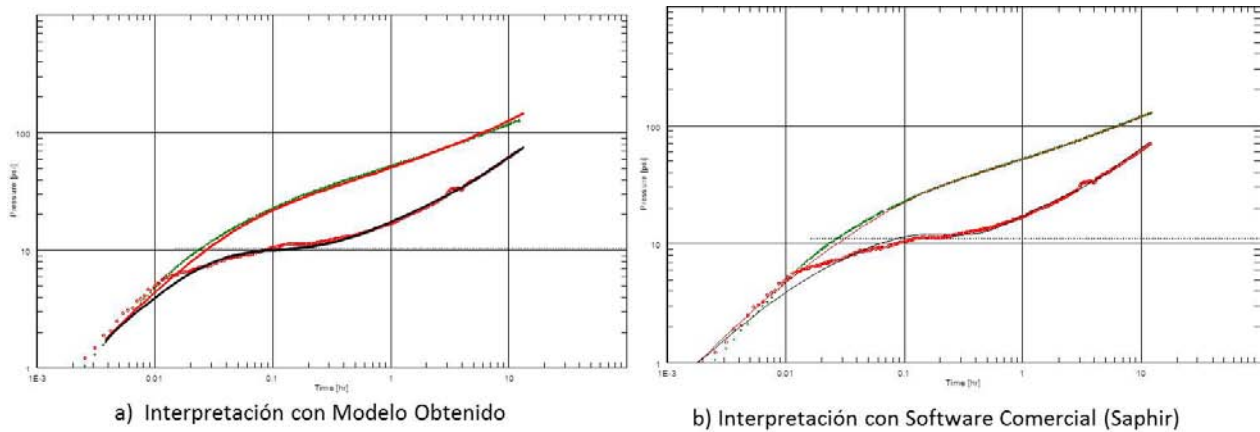 100
10
1
Pressure [psi]
1E-3
0.01
0.1
1
10
Time [hr]
a) Interpretación con Modelo Obtenido
100
10
1
Pressure [psi]
1E-3
0.01
0.1
1
10
Time [hr]
b) Interpretación con Software Comercial (Saphir)